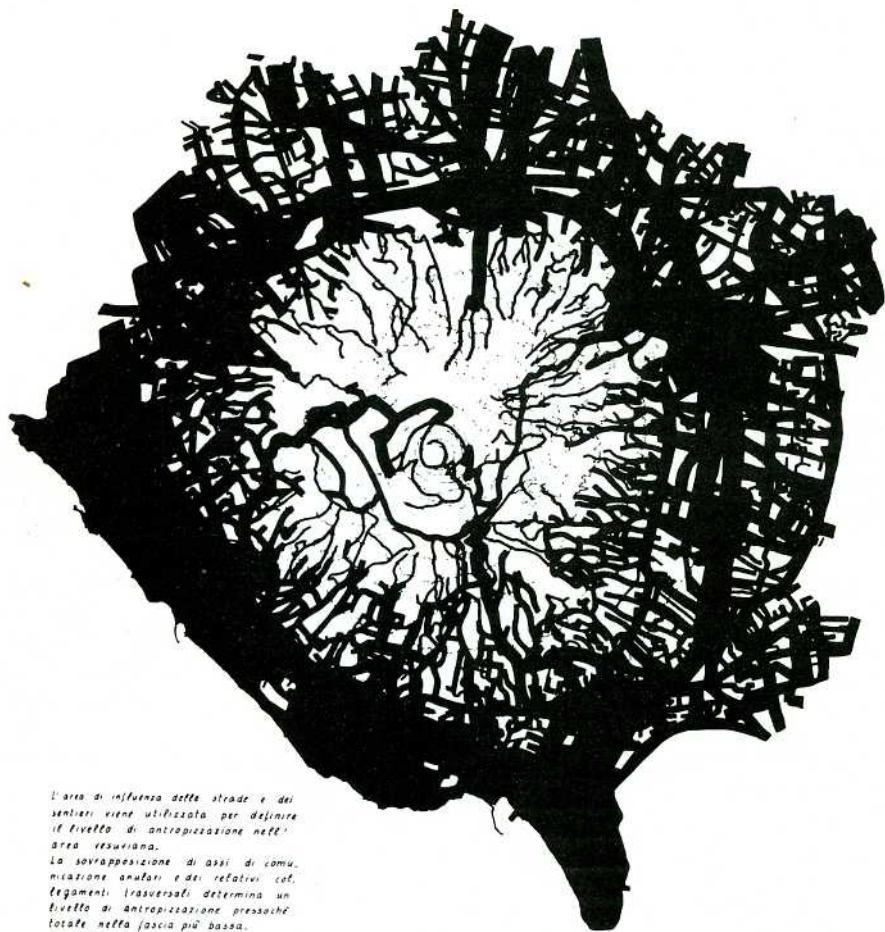 L'area di influenza delle strade e dei
sentieri viene utilizzata per definire
il livello di antropizzazione nell'
area vesuviana.
La sovrapposizione di assi di comu_
nicazione anulari e dei relativi col_
legamenti trasversali determina un
livello di antropizzazione pressoché
totale nella fascia più bassa.